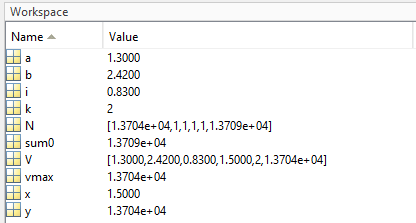 Workspace
Name Value
a 1.3000
b 2.4200
i 0.8300
k 2
N [1.3704e+04,1,1,1,1,1.3709e+04]
sum0 1.3709e+04
V [1.3000,2.4200,0.8300,1.5000,2,1.3704e+04]
vmax 1.3704e+04
x 1.5000
y 1.3704e+04